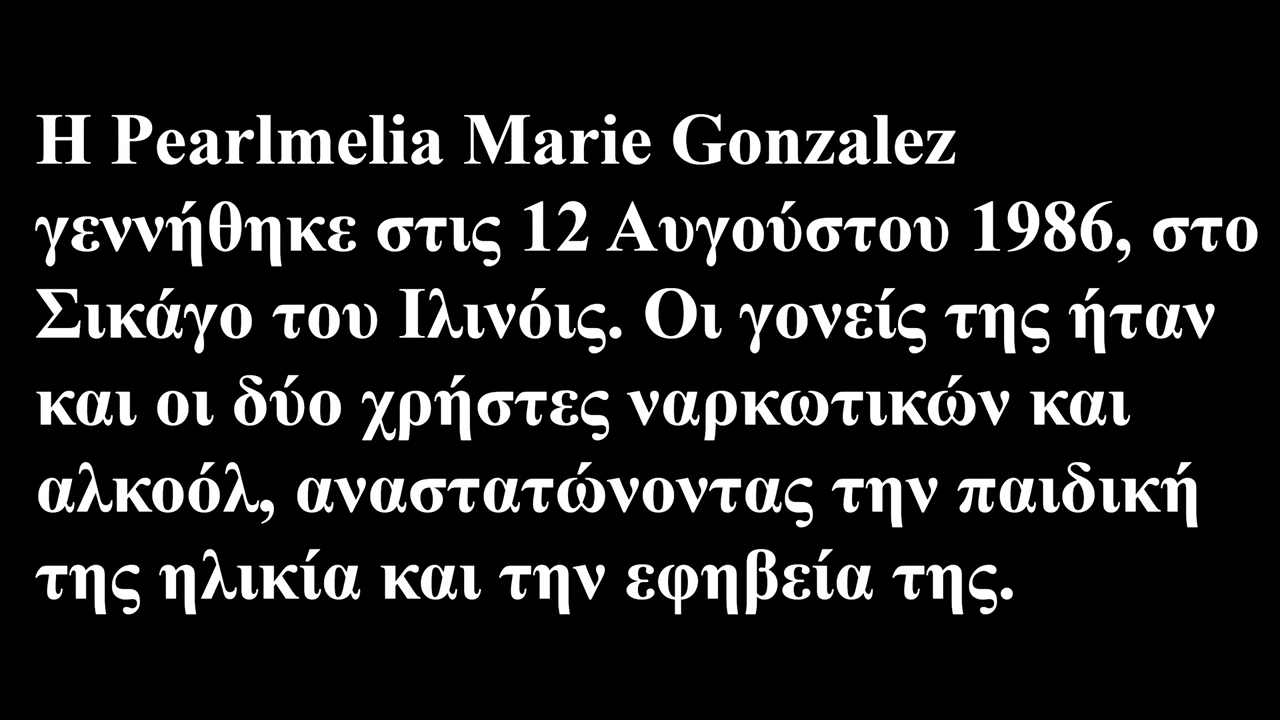 Η Pearlmelia Marie Gonzalez
γεννήθηκε στις 12 Αυγούστου 1986, στο
Σικάγο του Ιλινόις. Οι γονείς της ήταν
και οι δύο χρήστες ναρκωτικών και
αλκοόλ, αναστατώνοντας την παιδική
της ηλικία και την εφηβεία της.